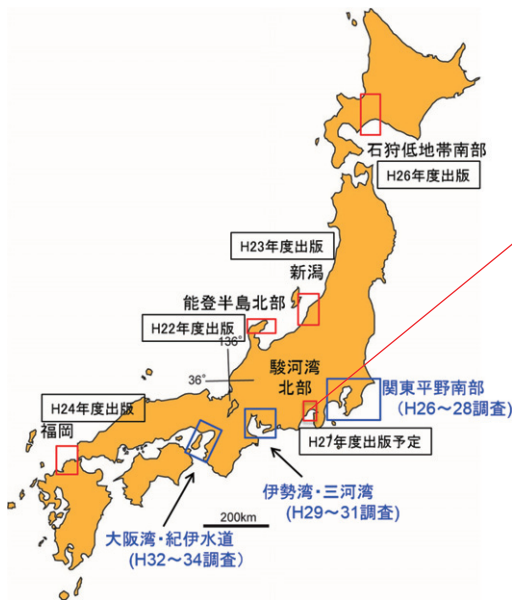 石狩低地帯南部
H26年度出版
H23年度出版
新潟
能登半島北部
H22年度出版
136°
36°
駿河湾
北部
関東平野南部
(H26～28調査)
H24年度出版
福岡
H27年度出版予定
伊勢湾・三河湾
(H29～31調査)
200km
大阪湾・紀伊水道
(H32～34調査)